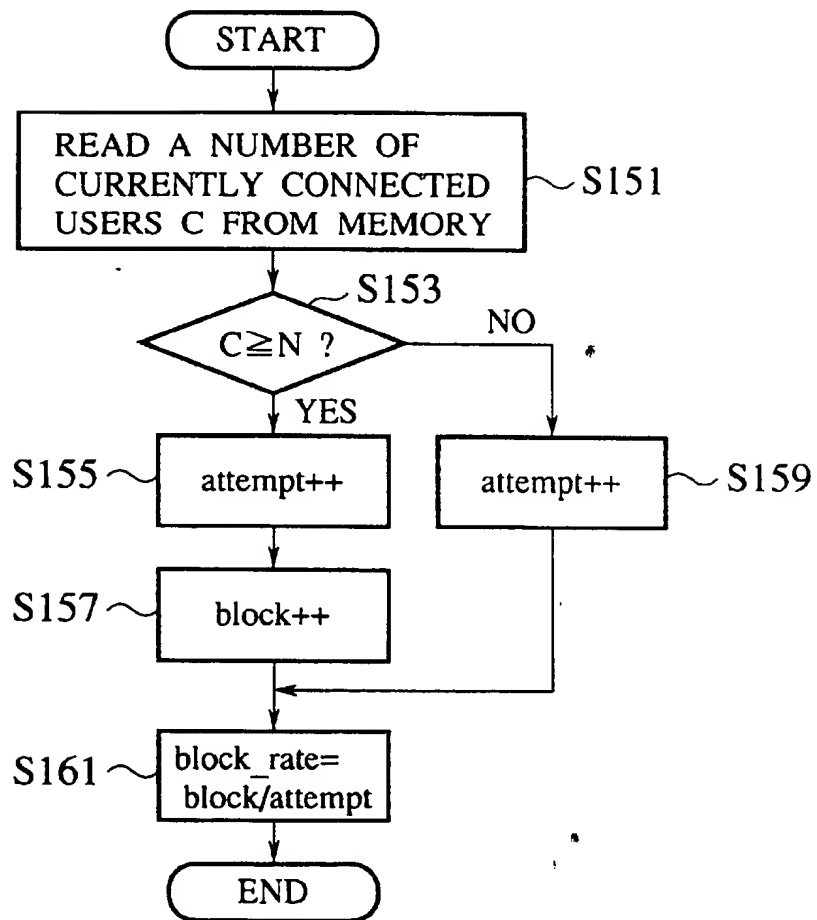 START
READ A NUMBER OF
CURRENTLY CONNECTED
USERS C FROM MEMORY
S151
S153
C≧N ?
NO
YES
S155
attempt++
attempt++
S159
S157
block++
S161
block_rate=
block/attempt
END